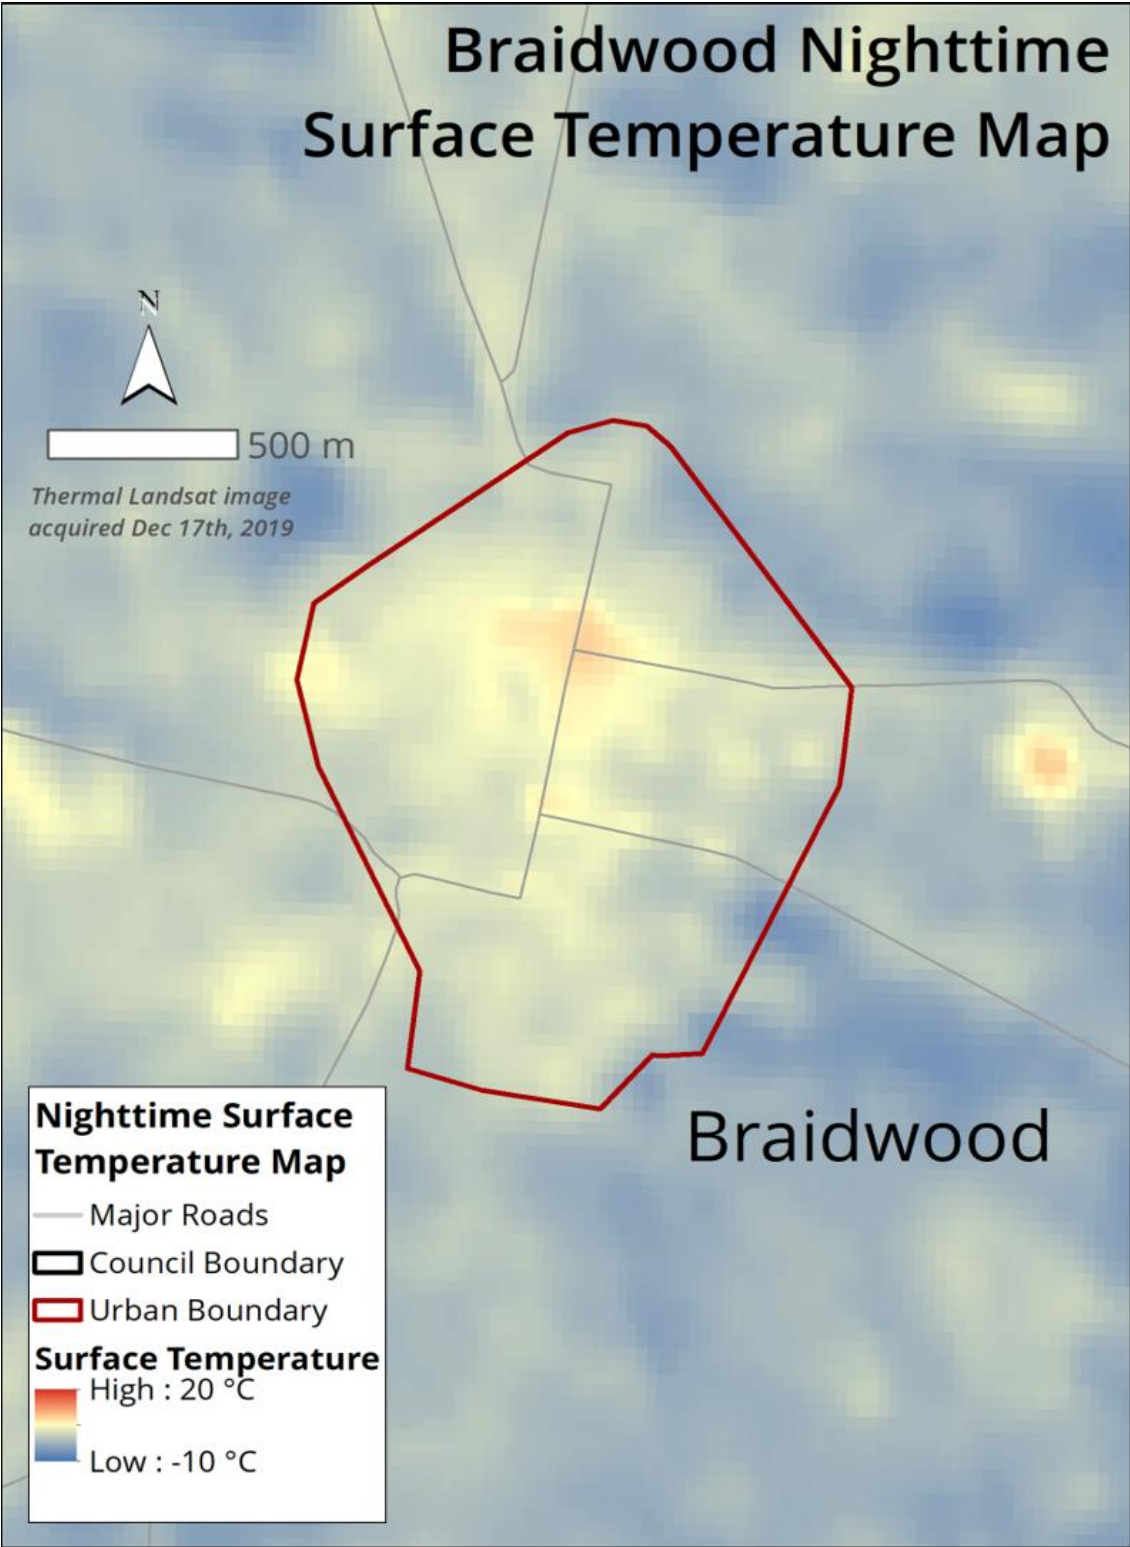 Braidwood Nighttime
Surface Temperature Map
N
500 m
Thermal Landsat image
acquired Dec 17th, 2019
Braidwood
Nighttime Surface
Temperature Map
Major Roads
Council Boundary
Urban Boundary
Surface Temperature
High : 20 °C
Low : -10 °C